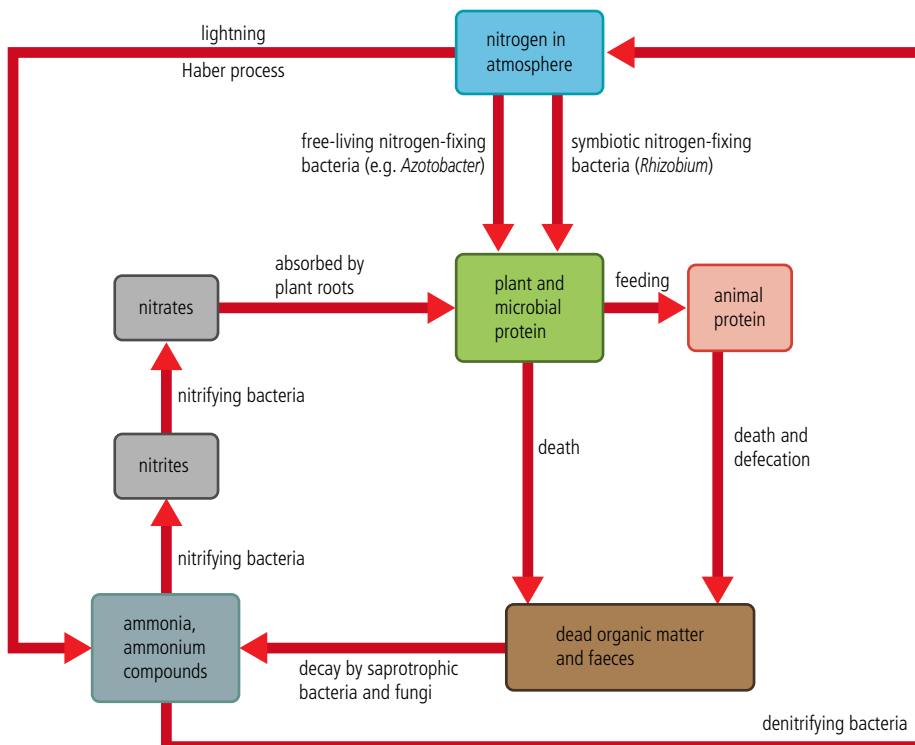 lightning
Haber process
nitrogen in
atmosphere
free-living nitrogen-fixing
bacteria (e.g. Azotobacter)
symbiotic nitrogen-fixing
bacteria (Rhizobium)
absorbed by
plant roots
nitrates
plant and
microbial
protein
feeding
animal
protein
nitrifying bacteria
nitrites
death
death and
defecation
nitrifying bacteria
ammonia,
ammonium
compounds
decay by saprotrophic
bacteria and fungi
dead organic matter
and faeces
denitrifying bacteria